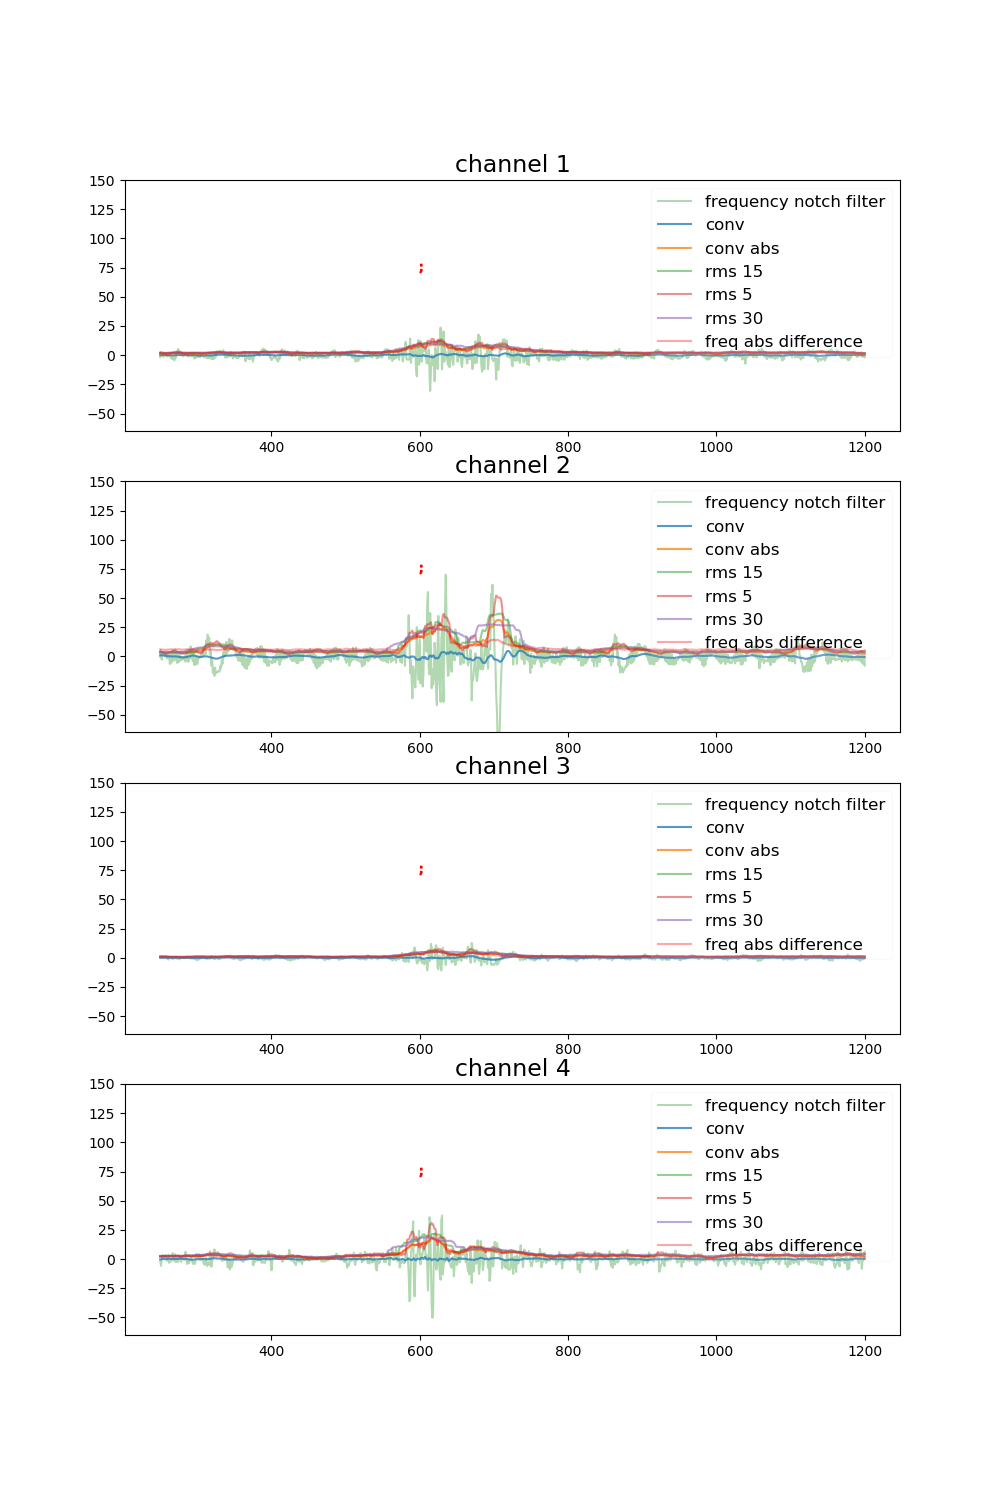 channel 1
150
125
100
75
50
25
0
−25
−50
;
frequency notch filter
conv
conv abs
rms 15
rms 5
rms 30
freq abs difference
400 600 800 1000 1200
channel 2
150
125
100
75
50
25
0
−25
−50
;
frequency notch filter
conv
conv abs
rms 15
rms 5
rms 30
freq abs difference
400 600 800 1000 1200
channel 3
150
125
100
75
50
25
0
−25
−50
;
frequency notch filter
conv
conv abs
rms 15
rms 5
rms 30
freq abs difference
400 600 800 1000 1200
channel 4
150
125
100
75
50
25
0
−25
−50
;
frequency notch filter
conv
conv abs
rms 15
rms 5
rms 30
freq abs difference
400 600 800 1000 1200